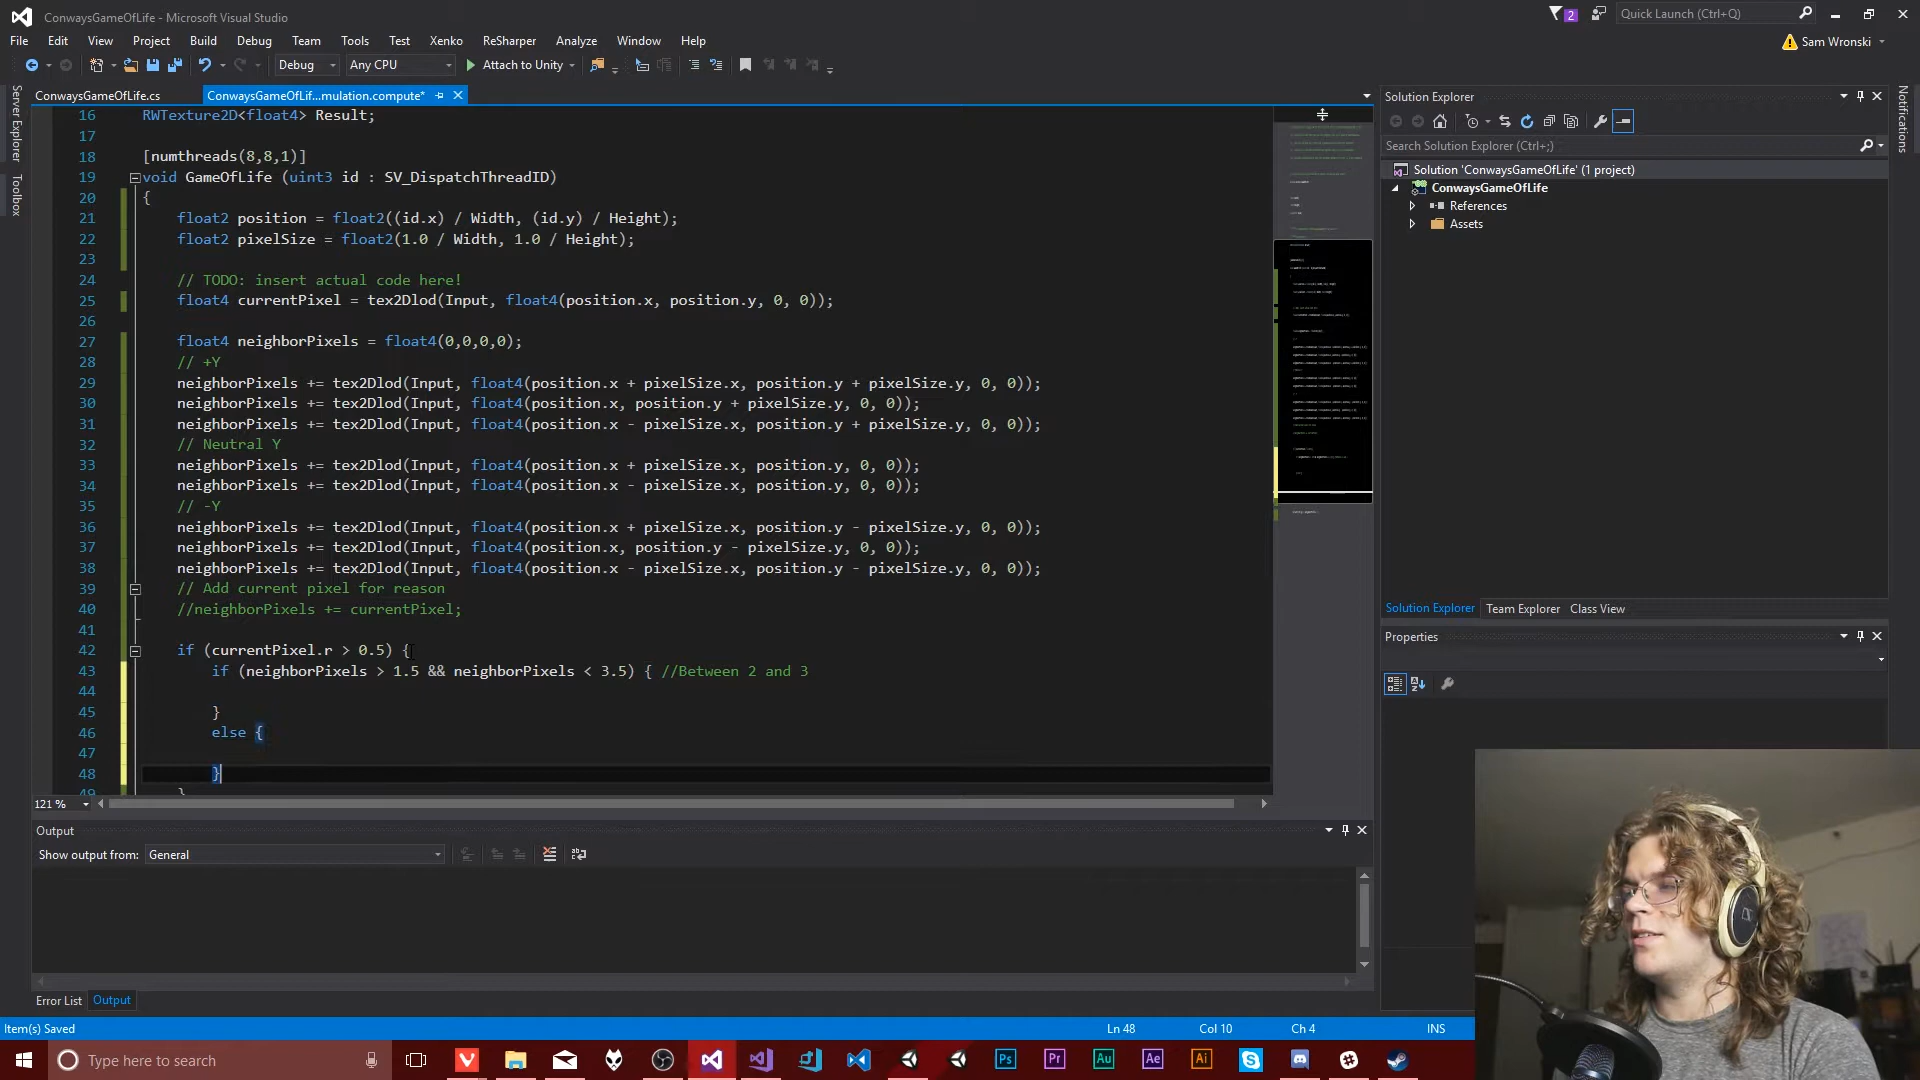 ConwaysGameOfLife - Microsoft Visual Studio
2
Quick Launch (Ctrl+Q)
File Edit View Project Build Debug Team Tools Test Xenko ReSharper Analyze Window Help
Sam Wronski
Debug Any CPU Attach to Unity
Server Explorer
Toolbox
ConwaysGameOfLife.cs ConwaysGameOfLif...mulation.compute*
16 RWTexture2D<float4> Result;
17
18 [numthreads(8,8,1)]
19 void GameOfLife (uint3 id : SV_DispatchThreadID)
20 {
21 float2 position = float2((id.x) / Width, (id.y) / Height);
22 float2 pixelSize = float2(1.0 / Width, 1.0 / Height);
23
24 // TODO: insert actual code here!
25 float4 currentPixel = tex2Dlod(Input, float4(position.x, position.y, 0, 0));
26
27 float4 neighborPixels = float4(0,0,0,0);
28 // +Y
29 neighborPixels += tex2Dlod(Input, float4(position.x + pixelSize.x, position.y + pixelSize.y, 0, 0));
30 neighborPixels += tex2Dlod(Input, float4(position.x, position.y + pixelSize.y, 0, 0));
31 neighborPixels += tex2Dlod(Input, float4(position.x - pixelSize.x, position.y + pixelSize.y, 0, 0));
32 // Neutral Y
33 neighborPixels += tex2Dlod(Input, float4(position.x + pixelSize.x, position.y, 0, 0));
34 neighborPixels += tex2Dlod(Input, float4(position.x - pixelSize.x, position.y, 0, 0));
35 // -Y
36 neighborPixels += tex2Dlod(Input, float4(position.x + pixelSize.x, position.y - pixelSize.y, 0, 0));
37 neighborPixels += tex2Dlod(Input, float4(position.x, position.y - pixelSize.y, 0, 0));
38 neighborPixels += tex2Dlod(Input, float4(position.x - pixelSize.x, position.y - pixelSize.y, 0, 0));
39 // Add current pixel for reason
40 //neighborPixels += currentPixel;
41
42 if (currentPixel.r > 0.5) {
43 if (neighborPixels > 1.5 && neighborPixels < 3.5) { //Between 2 and 3
44
45 }
46 else {
47
48 }
49 }
121 %
Solution Explorer
Search Solution Explorer (Ctrl+;)
Solution 'ConwaysGameOfLife' (1 project)
ConwaysGameOfLife
References
Assets
Solution Explorer Team Explorer Class View
Properties
Notifications
Output
Show output from: General
Error List Output
Item(s) Saved Ln 48 Col 10 Ch 4 INS
Type here to search
Ps Pr Au Ae Ai